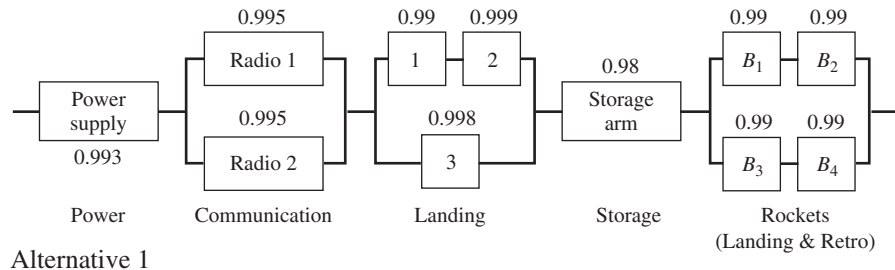 0.995
0.99 0.999
0.99 0.99
Radio 1
1 2
B1 B2
0.98
Power
supply
Storage
arm
0.995
0.998
0.99 0.99
0.993
Radio 2
3
B3 B4
Power Communication Landing Storage Rockets
(Landing & Retro)
Alternative 1